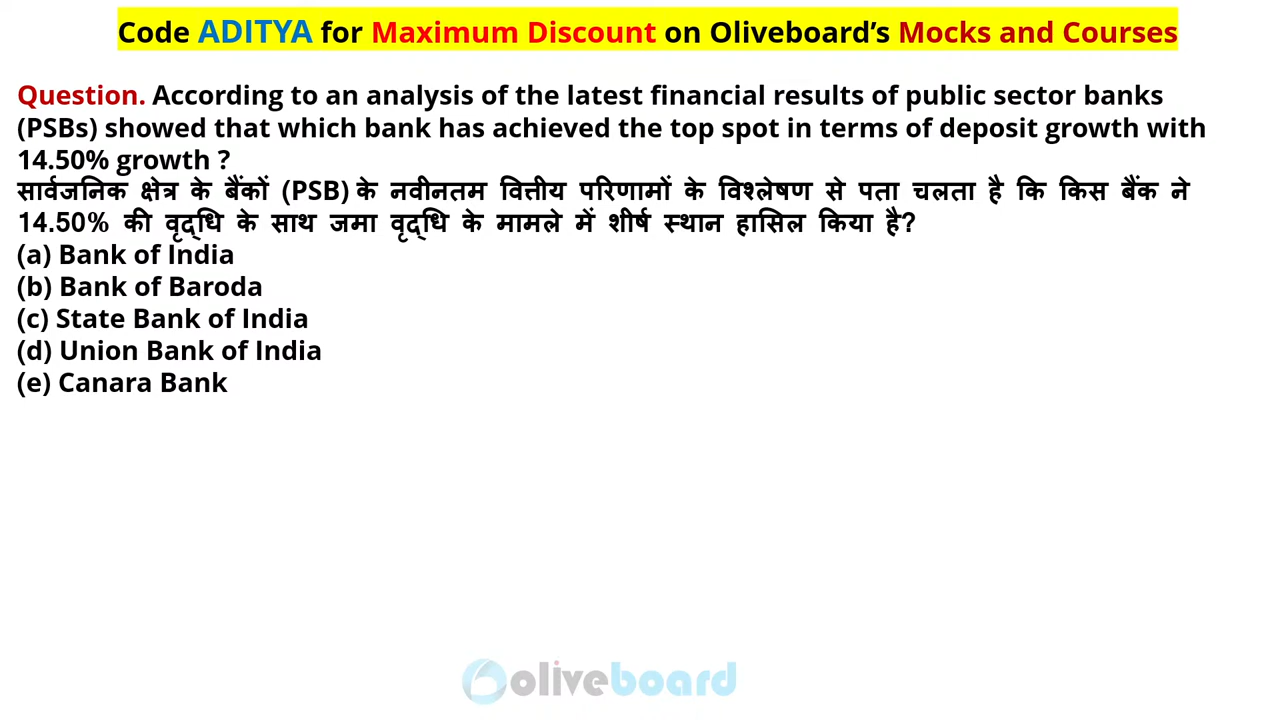 Code ADITYA for Maximum Discount on Oliveboard’s Mocks and Courses
Question. According to an analysis of the latest financial results of public sector banks
(PSBs) showed that which bank has achieved the top spot in terms of deposit growth with
14.50% growth ?
सार्वजनिक क्षेत्र के बैंकों (PSB) के नवीनतम वित्तीय परिणामों के विश्लेषण से पता चलता है कि किस बैंक ने
14.50% की वृद्धि के साथ जमा वृद्धि के मामले में शीर्ष स्थान हासिल किया है?
(a) Bank of India
(b) Bank of Baroda
(c) State Bank of India
(d) Union Bank of India
(e) Canara Bank
oliveboard